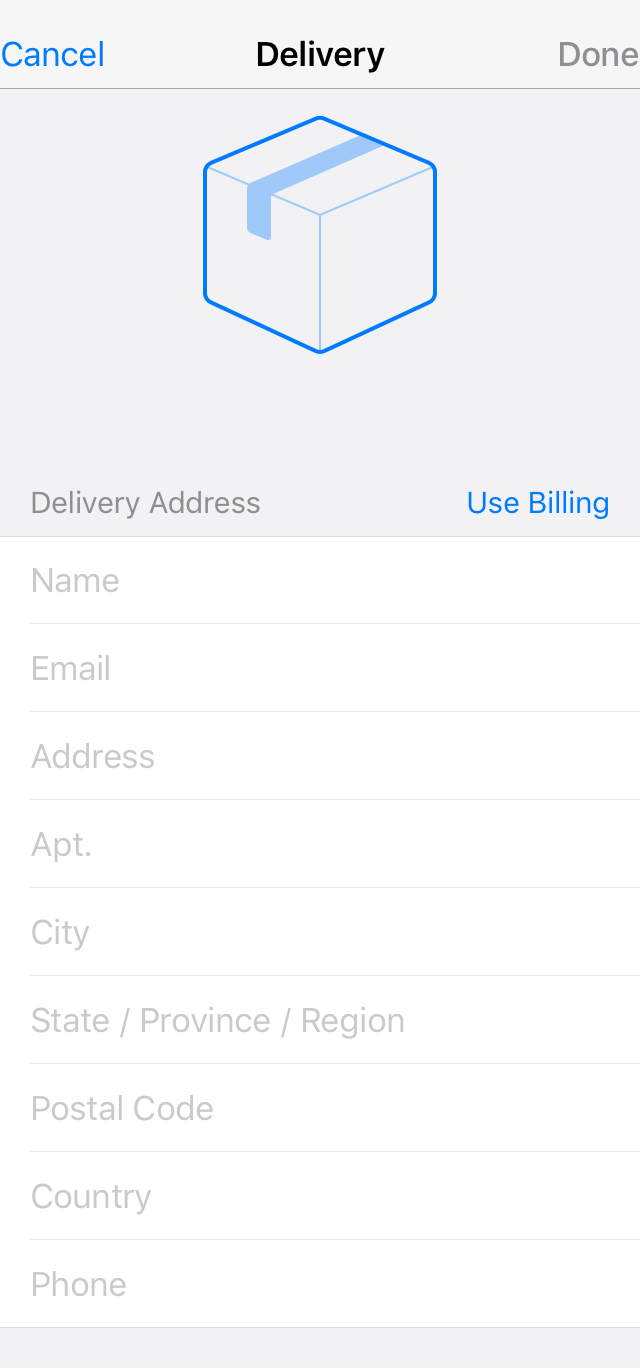 Cancel Delivery Done
Delivery Address Use Billing
Name
Email
Address
Apt.
City
State / Province / Region
Postal Code
Country
Phone